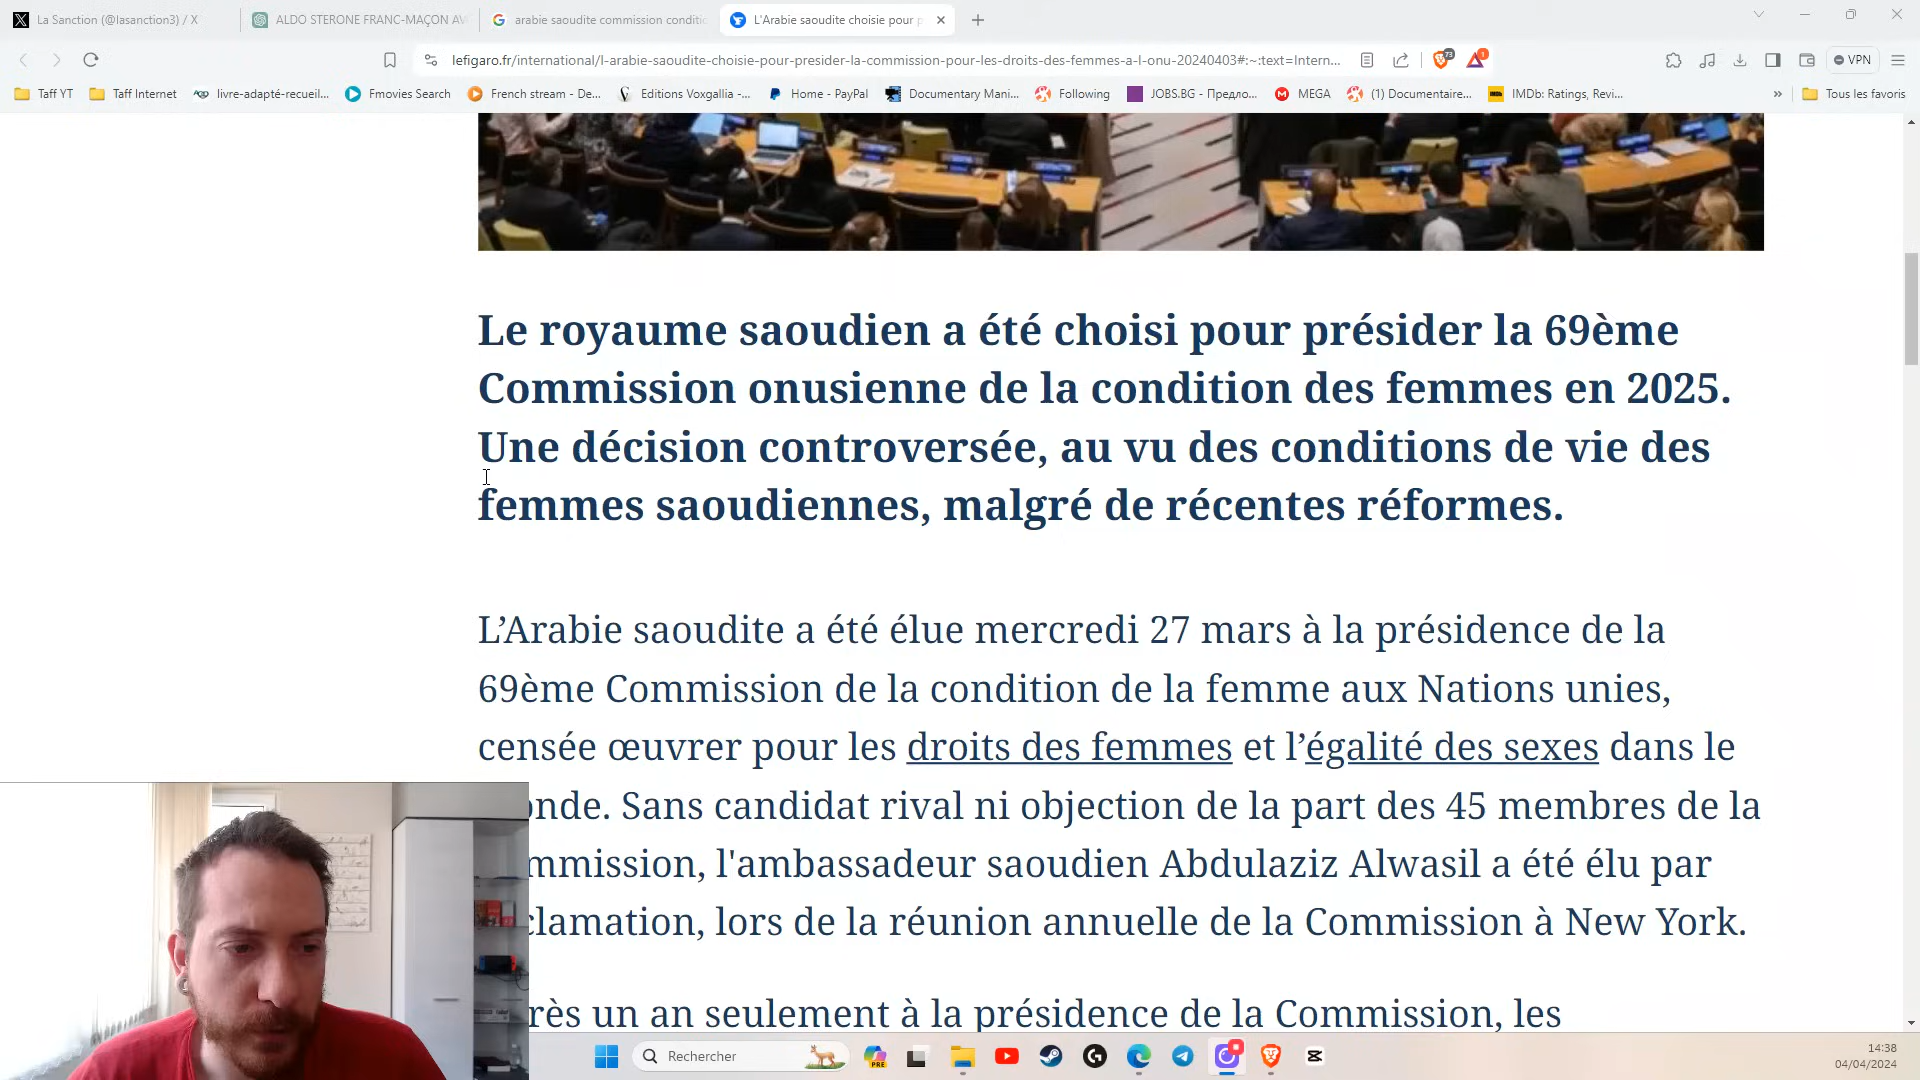 La Sanction (@lasanction3) / X
ALDO STERONE FRANC-MAÇON AV
arabie saoudite commission conditi
L'Arabie saoudite choisie pour p
lefigaro.fr/international/l-arabie-saoudite-choisie-pour-presider-la-commission-pour-les-droits-des-femmes-a-l-onu-20240403#:~:text=Intern...
73
1
VPN
Taff YT
Taff Internet
livre-adapté-recueil...
Fmovies Search
French stream - De...
Editions Voxgallia -...
Home - PayPal
Documentary Mani...
Following
JOBS.BG - Предло...
MEGA
(1) Documentaire...
IMDb: Ratings, Revi...
»
Tous les favoris
Le royaume saoudien a été choisi pour présider la 69ème
Commission onusienne de la condition des femmes en 2025.
Une décision controversée, au vu des conditions de vie des
femmes saoudiennes, malgré de récentes réformes.
L’Arabie saoudite a été élue mercredi 27 mars à la présidence de la
69ème Commission de la condition de la femme aux Nations unies,
censée œuvrer pour les droits des femmes et l’égalité des sexes dans le
onde. Sans candidat rival ni objection de la part des 45 membres de la
mmission, l'ambassadeur saoudien Abdulaziz Alwasil a été élu par
clamation, lors de la réunion annuelle de la Commission à New York.
rès un an seulement à la présidence de la Commission, les
Rechercher
PRE
14:38
04/04/2024